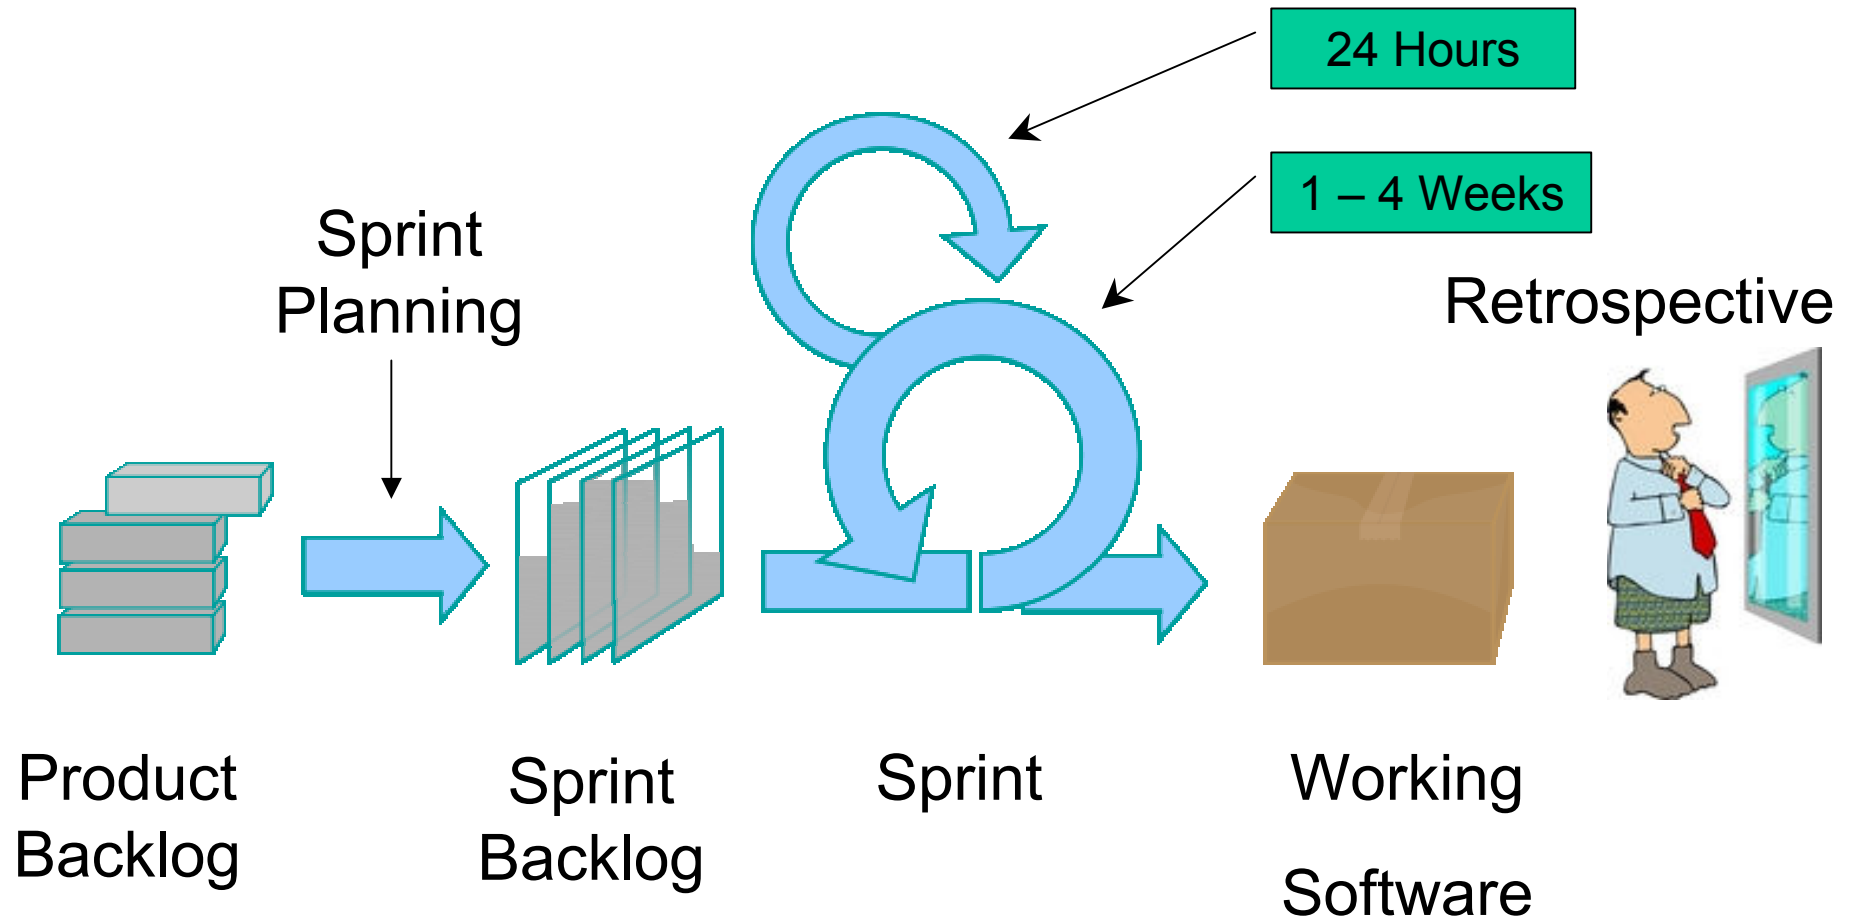 24 Hours
1 – 4 Weeks
Sprint
Planning
Retrospective
Product
Backlog
Sprint
Backlog
Sprint
Working
Software